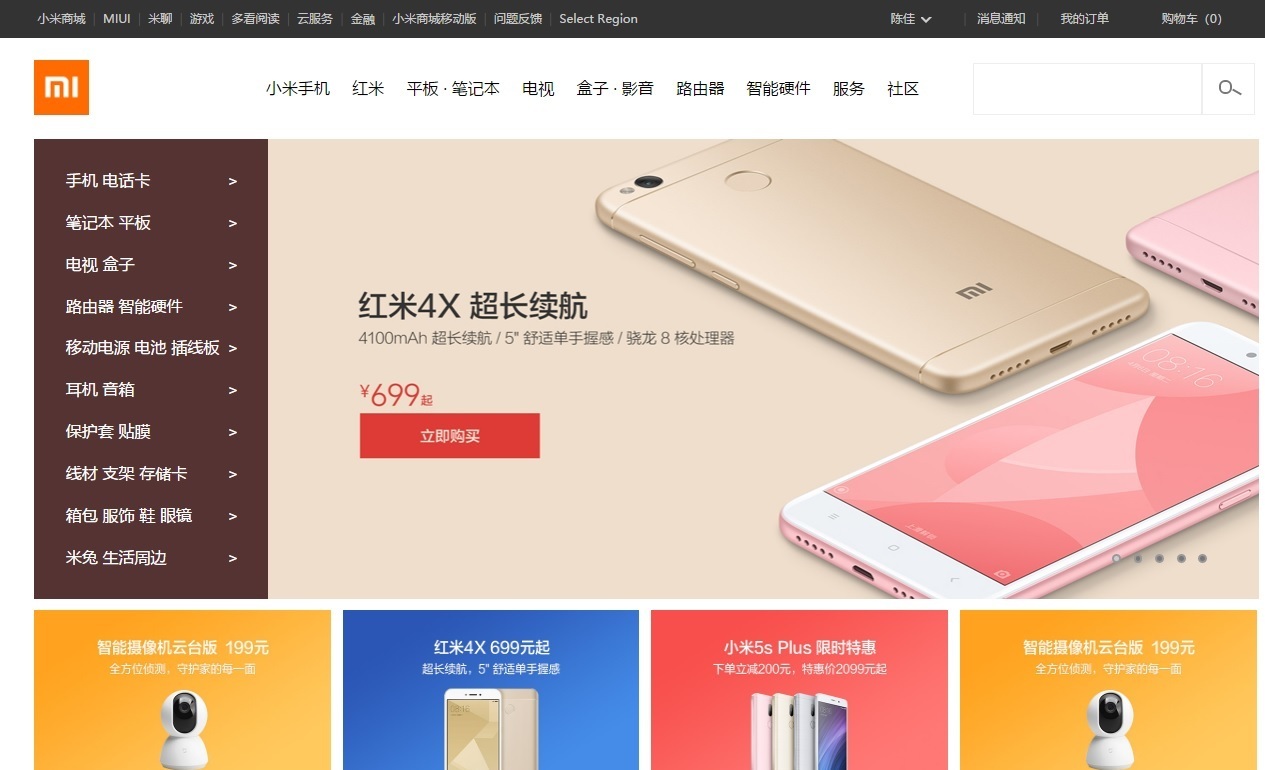 小米商城 | MIUI | 米聊 | 游戏 | 多看阅读 | 云服务 | 金融 | 小米商城移动版 | 问题反馈 | Select Region
陈佳 | 消息通知 | 我的订单 购物车（0）
小米手机 红米 平板 · 笔记本 电视 盒子 · 影音 路由器 智能硬件 服务 社区
手机 电话卡 >
笔记本 平板 >
电视 盒子 >
路由器 智能硬件 >
移动电源 电池 插线板 >
耳机 音箱 >
保护套 贴膜 >
线材 支架 存储卡 >
箱包 服饰 鞋 眼镜 >
米兔 生活周边 >
红米4X 超长续航
4100mAh 超长续航 / 5" 舒适单手握感 / 骁龙 8 核处理器
¥699起
立即购买
08:16
智能摄像机云台版 199元
全方位侦测，守护家的每一面
红米4X 699元起
超长续航，5" 舒适单手握感
08:16
小米5s Plus 限时特惠
下单立减200元，特惠价2099元起
智能摄像机云台版 199元
全方位侦测，守护家的每一面